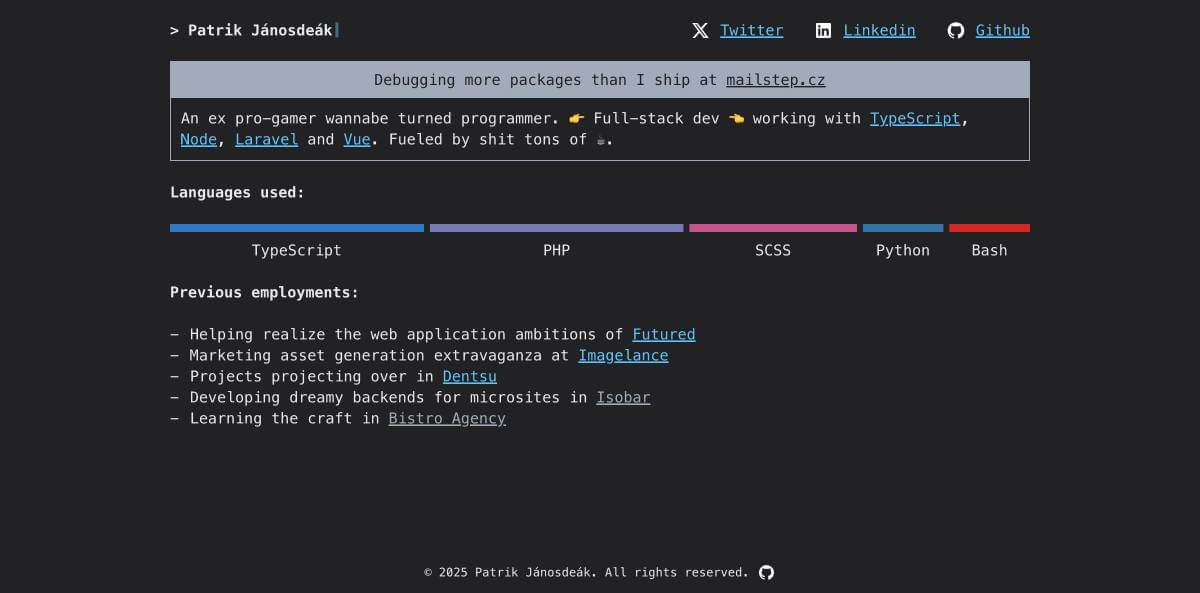 > Patrik Jánosdeák
Twitter Linkedin Github
Debugging more packages than I ship at mailstep.cz
An ex pro-gamer wannabe turned programmer. 👉 Full-stack dev 👈 working with TypeScript,
Node, Laravel and Vue. Fueled by shit tons of ☕.
Languages used:
TypeScript PHP SCSS Python Bash
Previous employments:
– Helping realize the web application ambitions of Futured
– Marketing asset generation extravaganza at Imagelance
– Projects projecting over in Dentsu
– Developing dreamy backends for microsites in Isobar
– Learning the craft in Bistro Agency
© 2025 Patrik Jánosdeák. All rights reserved.